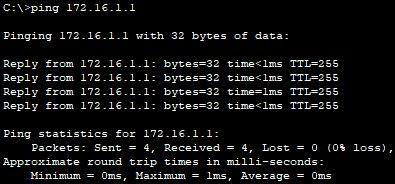 C:\>ping 172.16.1.1
Pinging 172.16.1.1 with 32 bytes of data:
Reply from 172.16.1.1: bytes=32 time<1ms TTL=255
Reply from 172.16.1.1: bytes=32 time<1ms TTL=255
Reply from 172.16.1.1: bytes=32 time=1ms TTL=255
Reply from 172.16.1.1: bytes=32 time<1ms TTL=255
Ping statistics for 172.16.1.1:
Packets: Sent = 4, Received = 4, Lost = 0 (0% loss),
Approximate round trip times in milli-seconds:
Minimum = 0ms, Maximum = 1ms, Average = 0ms